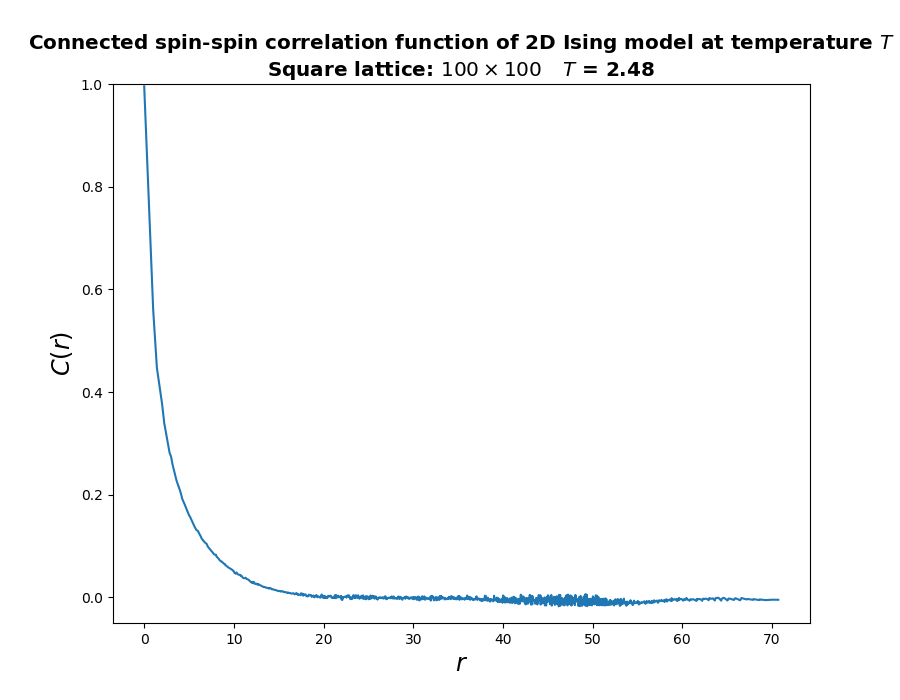 Connected spin-spin correlation function of 2D Ising model at temperature T
Square lattice: 100 × 100 T = 2.48
1.0
0.8
0.6
0.4
0.2
0.0
C(r)
0 10 20 30 40 50 60 70
r